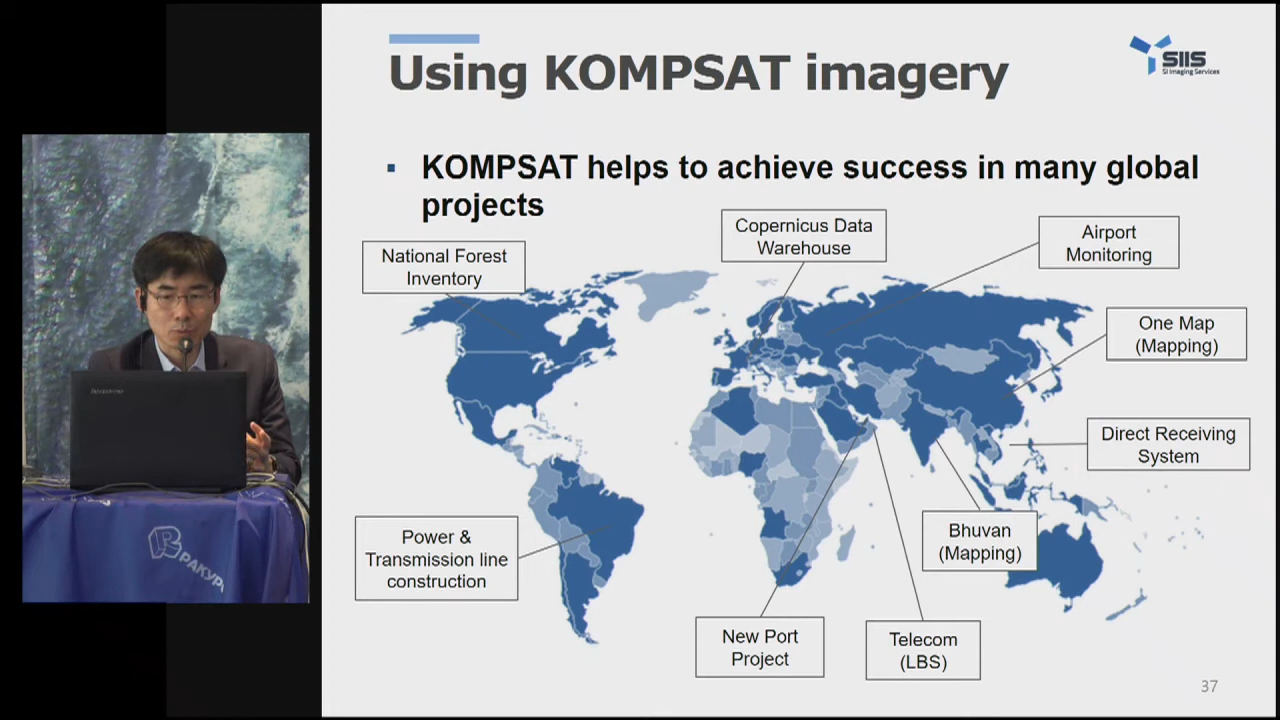 Using KOMPSAT imagery
SIIS
SI Imaging Services
▪ KOMPSAT helps to achieve success in many global
projects
National Forest
Inventory
Copernicus Data
Warehouse
Airport
Monitoring
One Map
(Mapping)
Direct Receiving
System
Bhuvan
(Mapping)
Telecom
(LBS)
New Port
Project
Power &
Transmission line
construction
37
lenovo
РАКУРС